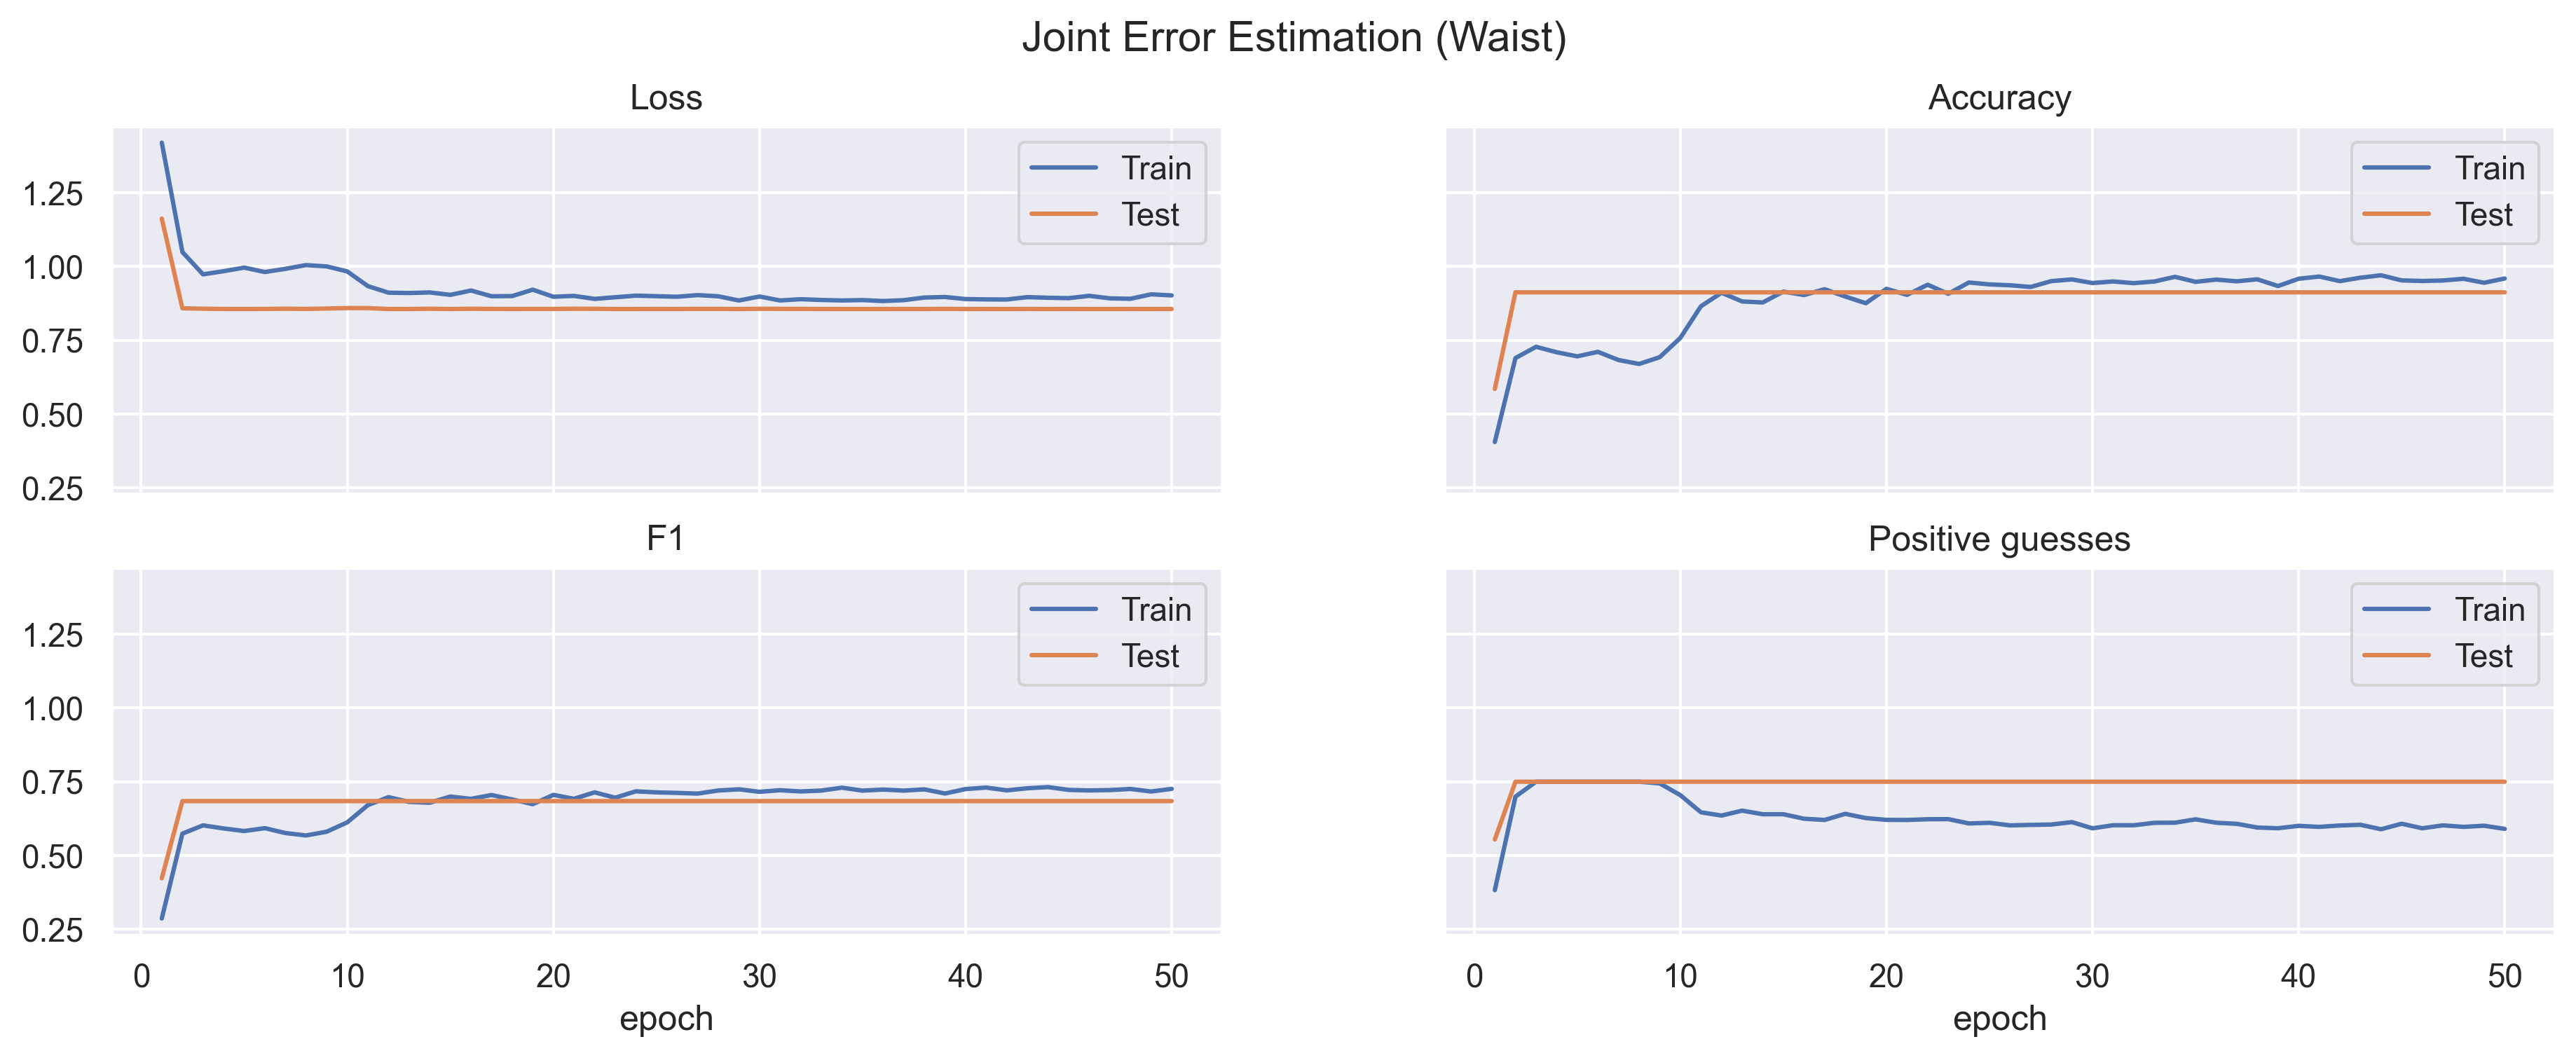 Joint Error Estimation (Waist)
Loss
Accuracy
Train
Test
1.25
1.00
0.75
0.50
0.25
Train
Test
F1
Positive guesses
Train
Test
1.25
1.00
0.75
0.50
0.25
0 10 20 30 40 50
epoch
Train
Test
0 10 20 30 40 50
epoch